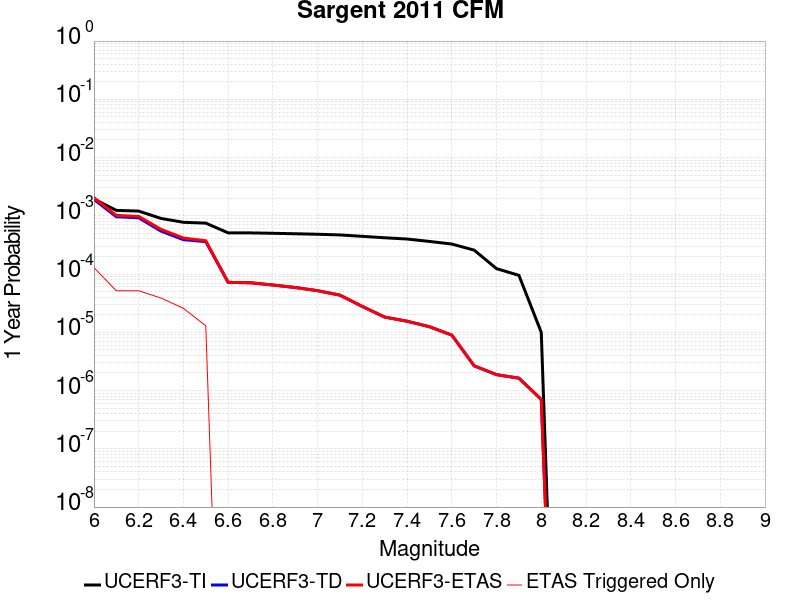 Sargent 2011 CFM
10^0
10^-1
10^-2
10^-3
10^-4
10^-5
10^-6
10^-7
10^-8
1 Year Probability
6 6.2 6.4 6.6 6.8 7 7.2 7.4 7.6 7.8 8 8.2 8.4 8.6 8.8 9
Magnitude
UCERF3-TI UCERF3-TD UCERF3-ETAS ETAS Triggered Only